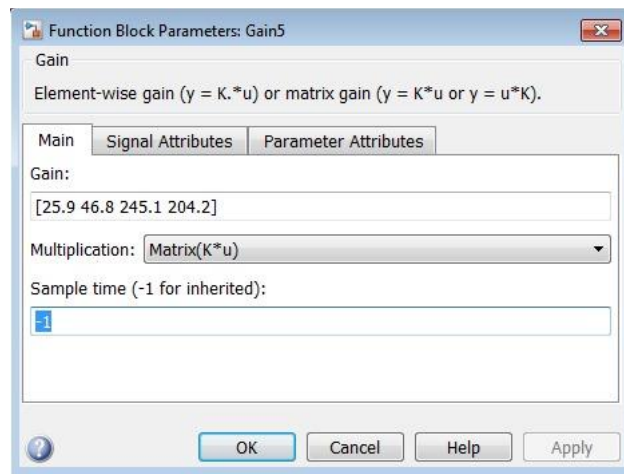 Function Block Parameters: Gain5
Gain
Element-wise gain (y = K.*u) or matrix gain (y = K*u or y = u*K).
Main Signal Attributes Parameter Attributes
Gain:
[25.9 46.8 245.1 204.2]
Multiplication: Matrix(K*u)
Sample time (-1 for inherited):
-1
? OK Cancel Help Apply